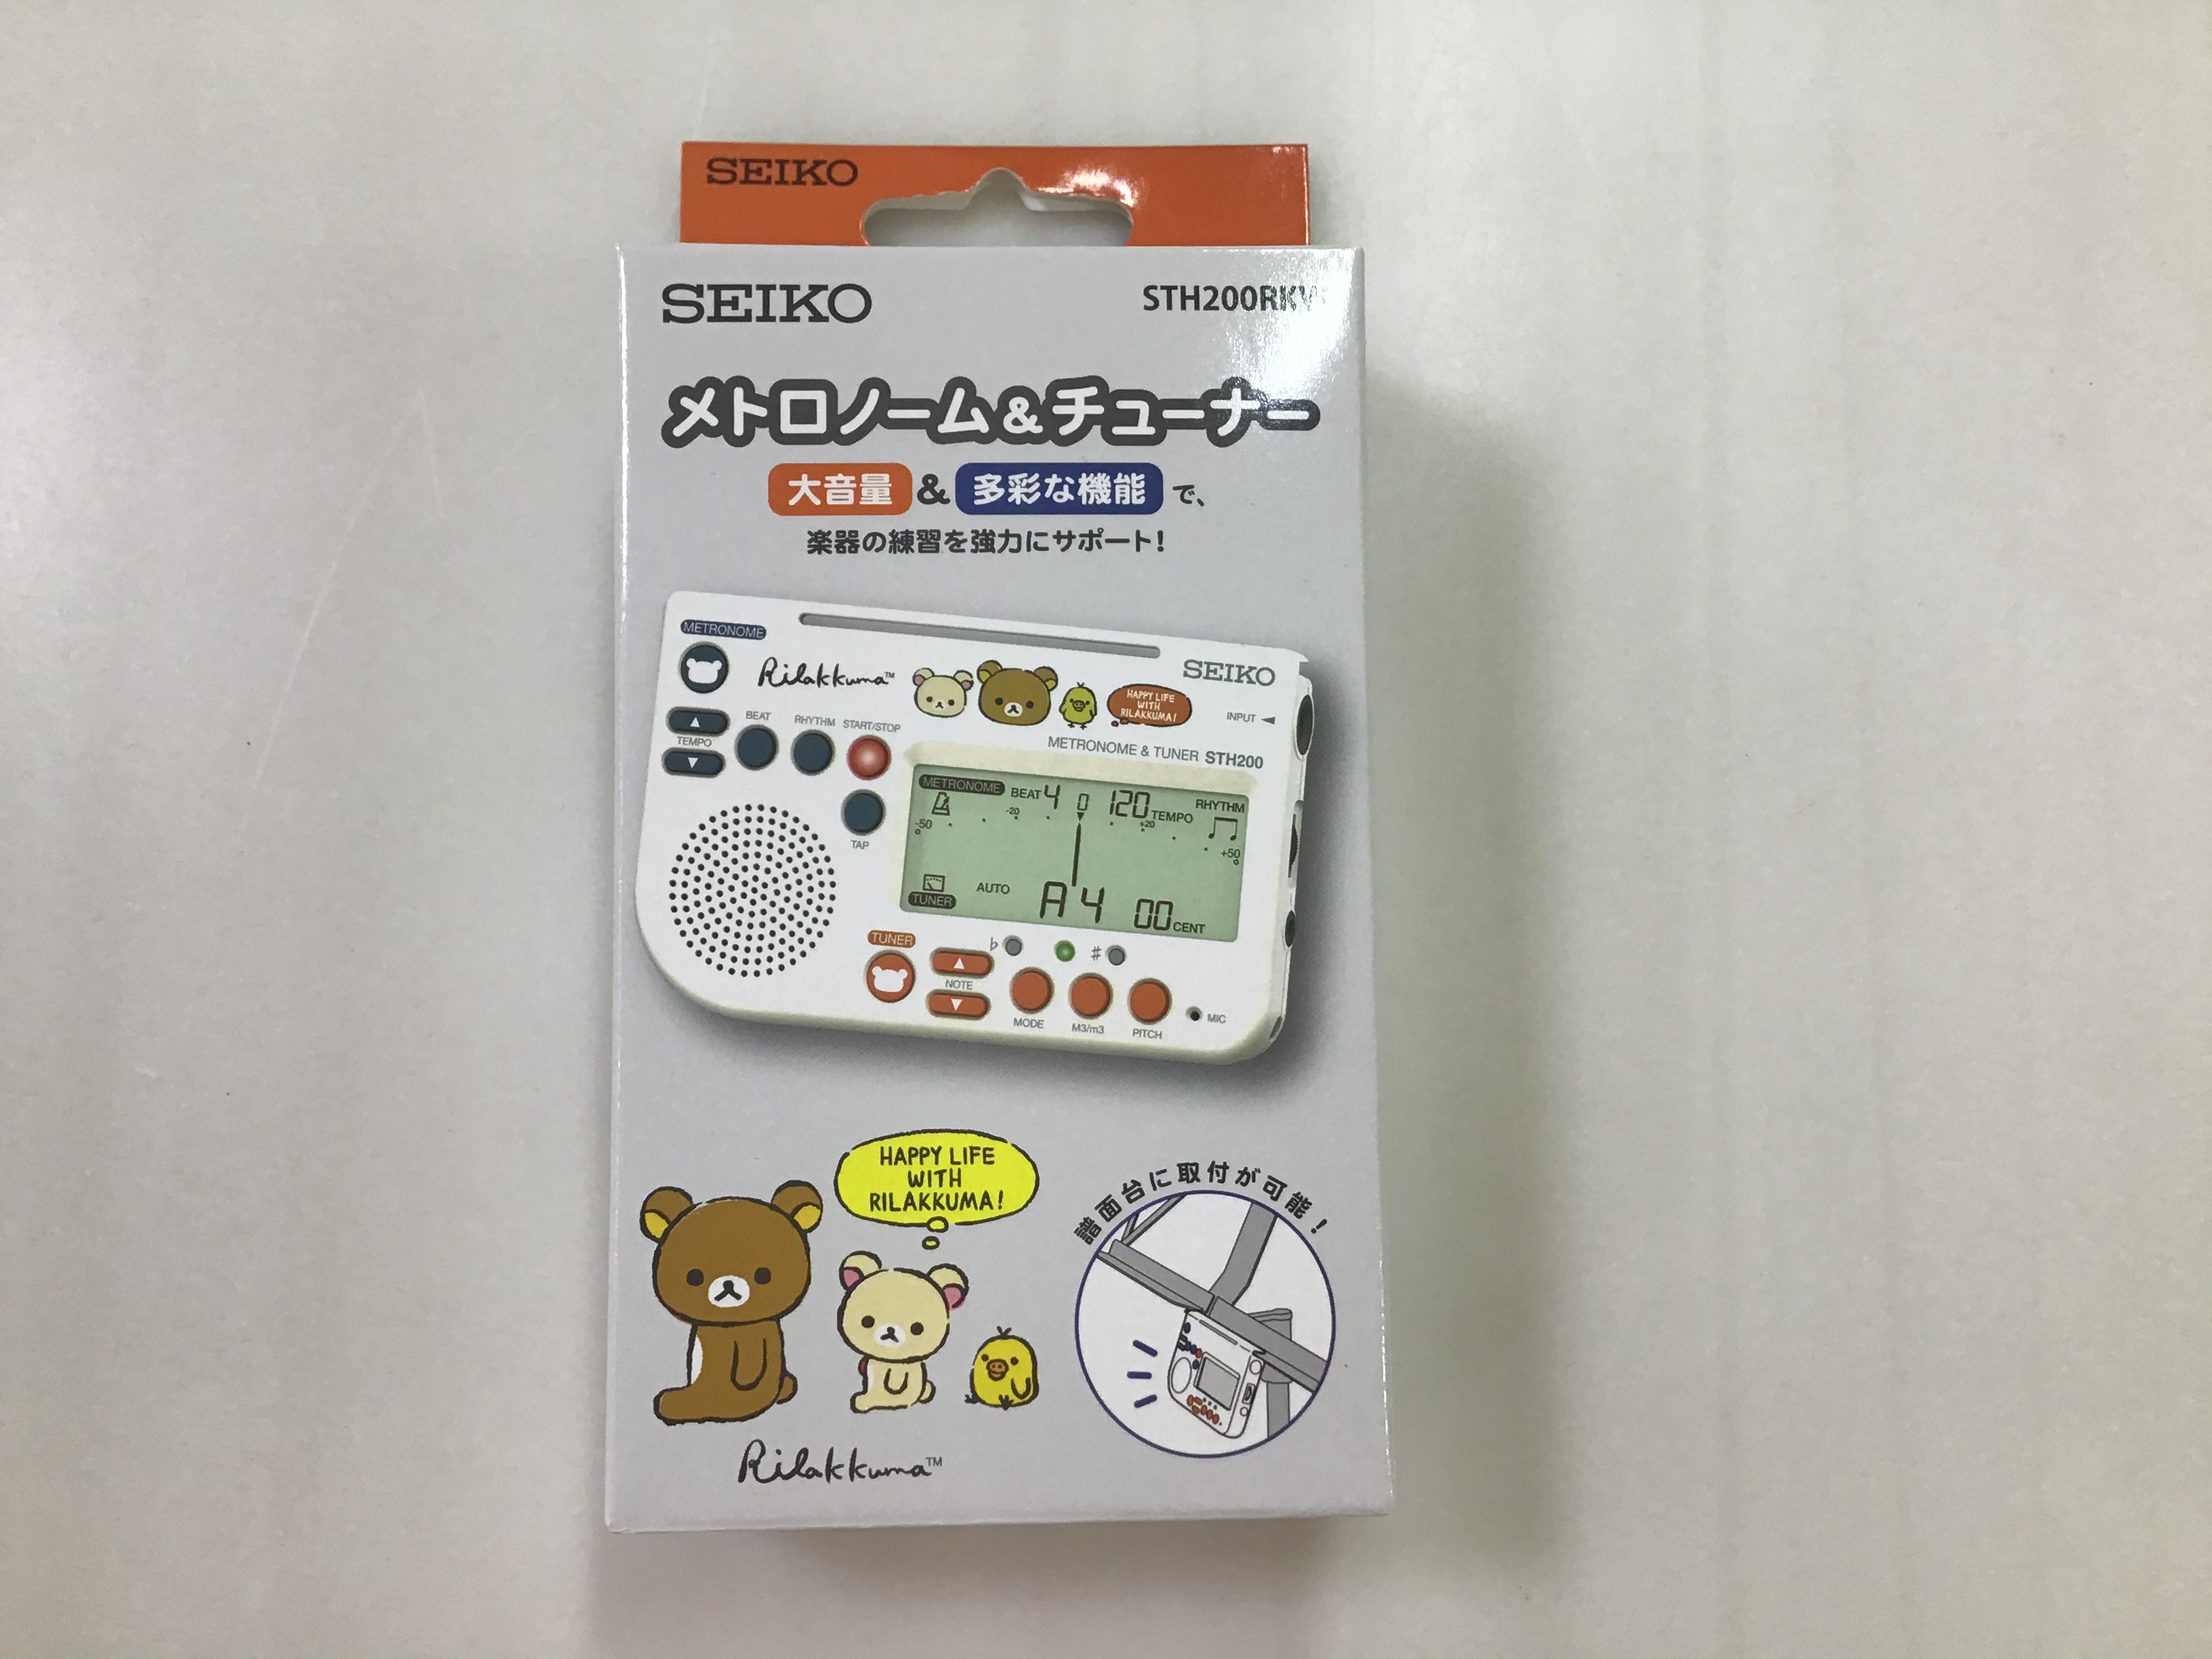 SEIKO
SEIKO
STH200RKW
メトロノーム&チューナー
大音量 & 多彩な機能 で、
楽器の練習を強力にサポート!
METRONOME
Rilakkuma™
SEIKO
HAPPY LIFE
WITH
RILAKKUMA!
INPUT
BEAT
RHYTHM
START/STOP
TEMPO
METRONOME & TUNER STH200
METRONOME
BEAT 4
0
120 TEMPO
RHYTHM
-50
-20
+20
+50
TAP
TUNER
AUTO
A4
00 CENT
TUNER
♭
♯
NOTE
MODE
M3/m3
PITCH
MIC
HAPPY LIFE
WITH
RILAKKUMA!
譜面台に取付が可能!
Rilakkuma™